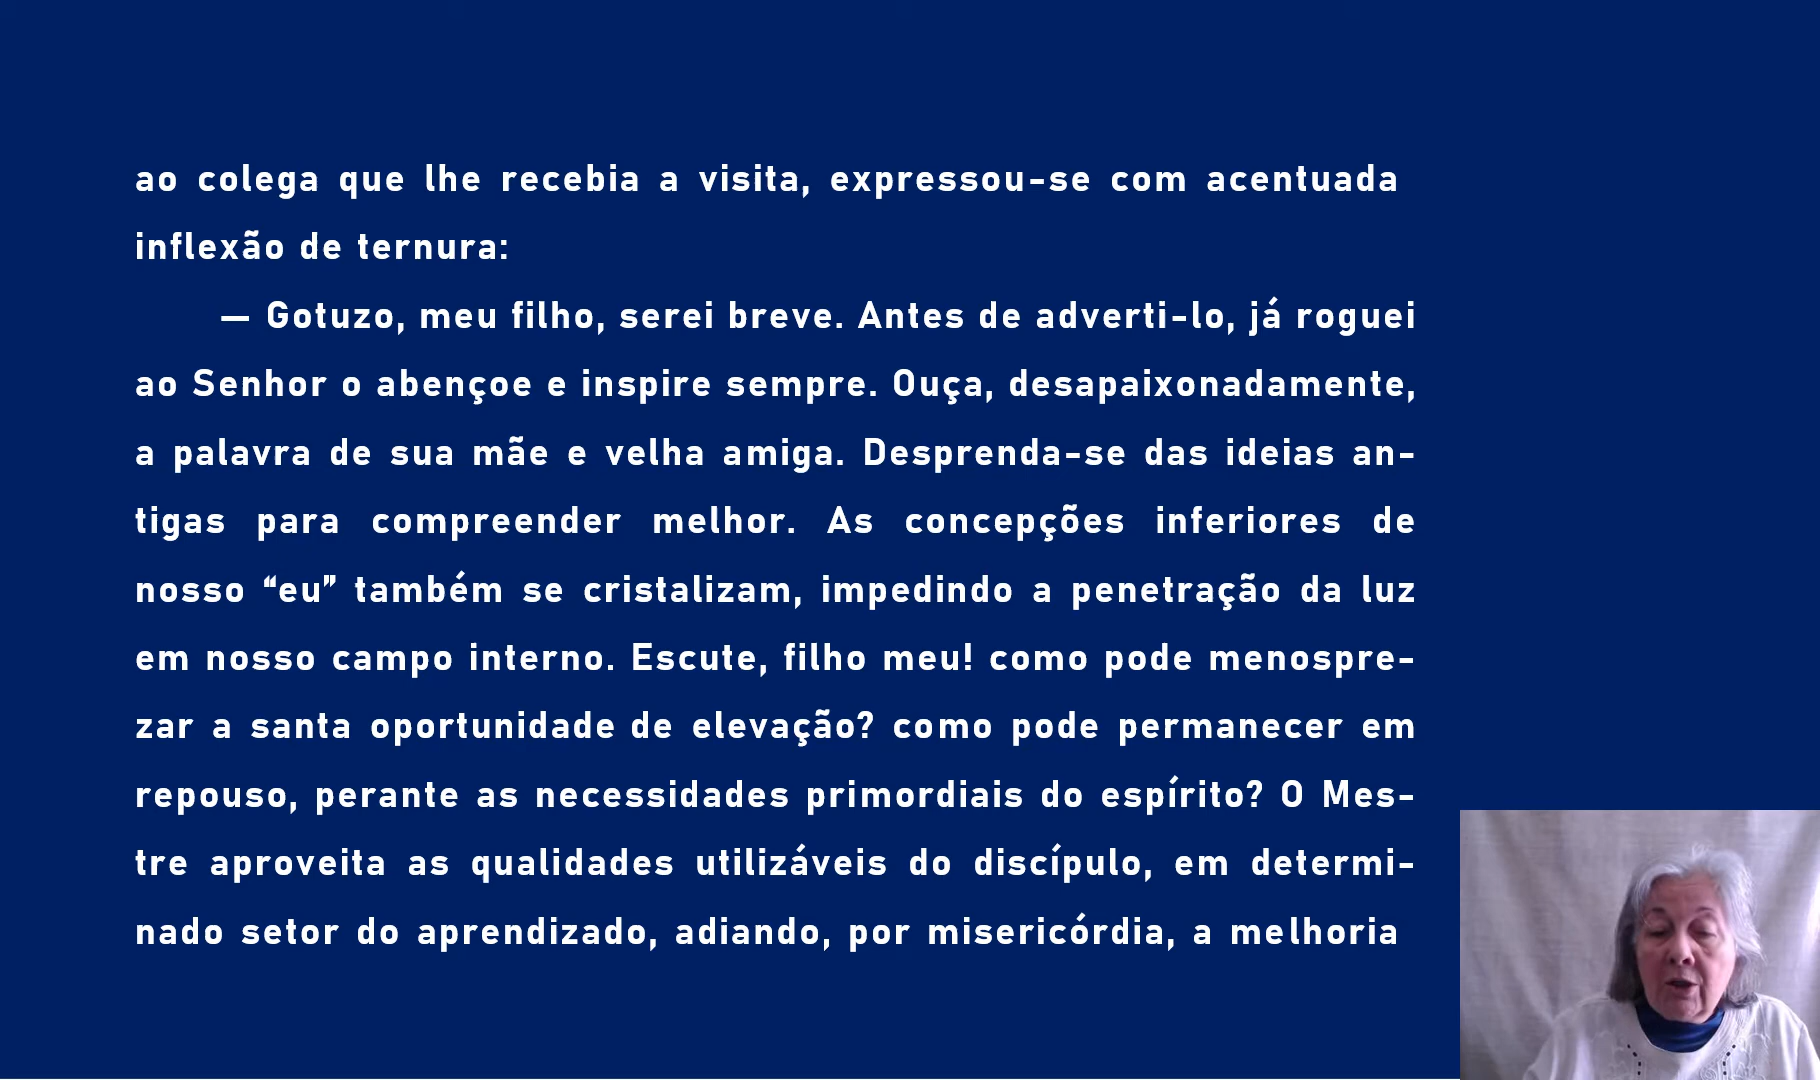 ao colega que lhe recebia a visita, expressou-se com acentuada
inflexão de ternura:
— Gotuzo, meu filho, serei breve. Antes de adverti-lo, já roguei
ao Senhor o abençoe e inspire sempre. Ouça, desapaixonadamente,
a palavra de sua mãe e velha amiga. Desprenda-se das ideias an-
tigas para compreender melhor. As concepções inferiores de
nosso “eu” também se cristalizam, impedindo a penetração da luz
em nosso campo interno. Escute, filho meu! como pode menospre-
zar a santa oportunidade de elevação? como pode permanecer em
repouso, perante as necessidades primordiais do espírito? O Mes-
tre aproveita as qualidades utilizáveis do discípulo, em determi-
nado setor do aprendizado, adiando, por misericórdia, a melhoria